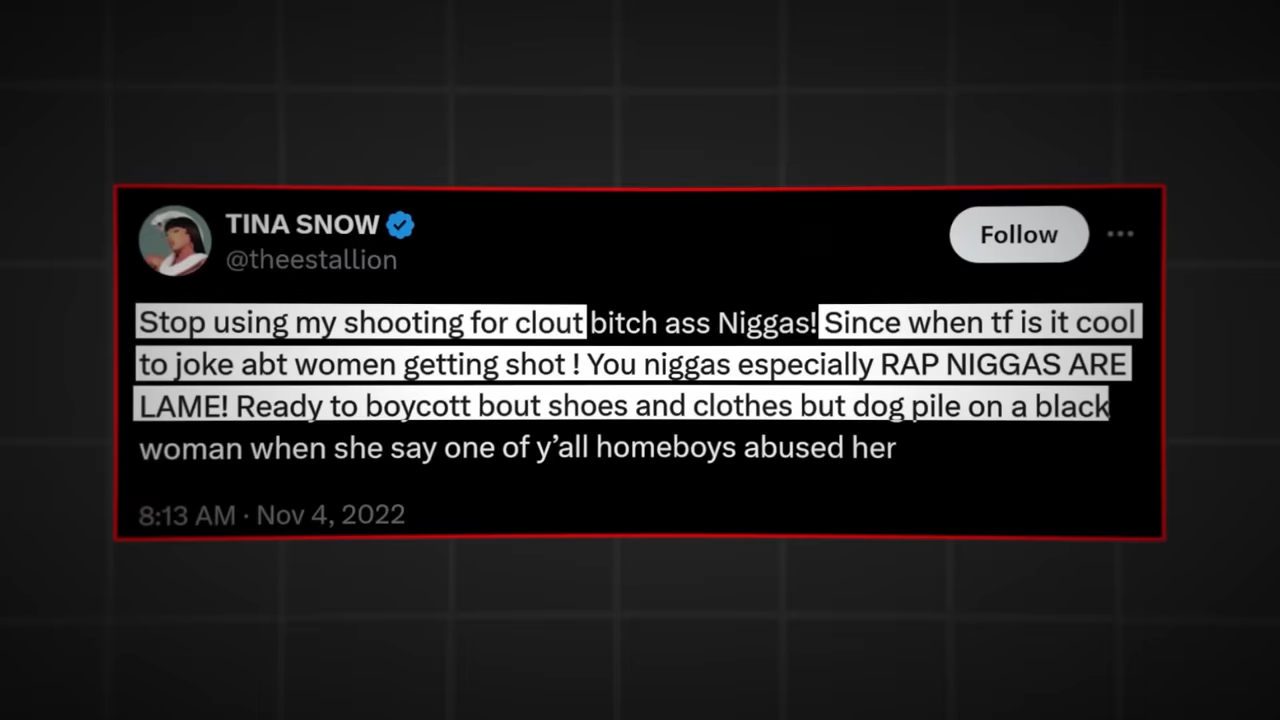 TINA SNOW
@theestallion
Follow
Stop using my shooting for clout bitch ass Niggas! Since when tf is it cool
to joke abt women getting shot ! You niggas especially RAP NIGGAS ARE
LAME! Ready to boycott bout shoes and clothes but dog pile on a black
woman when she say one of y’all homeboys abused her
8:13 AM · Nov 4, 2022